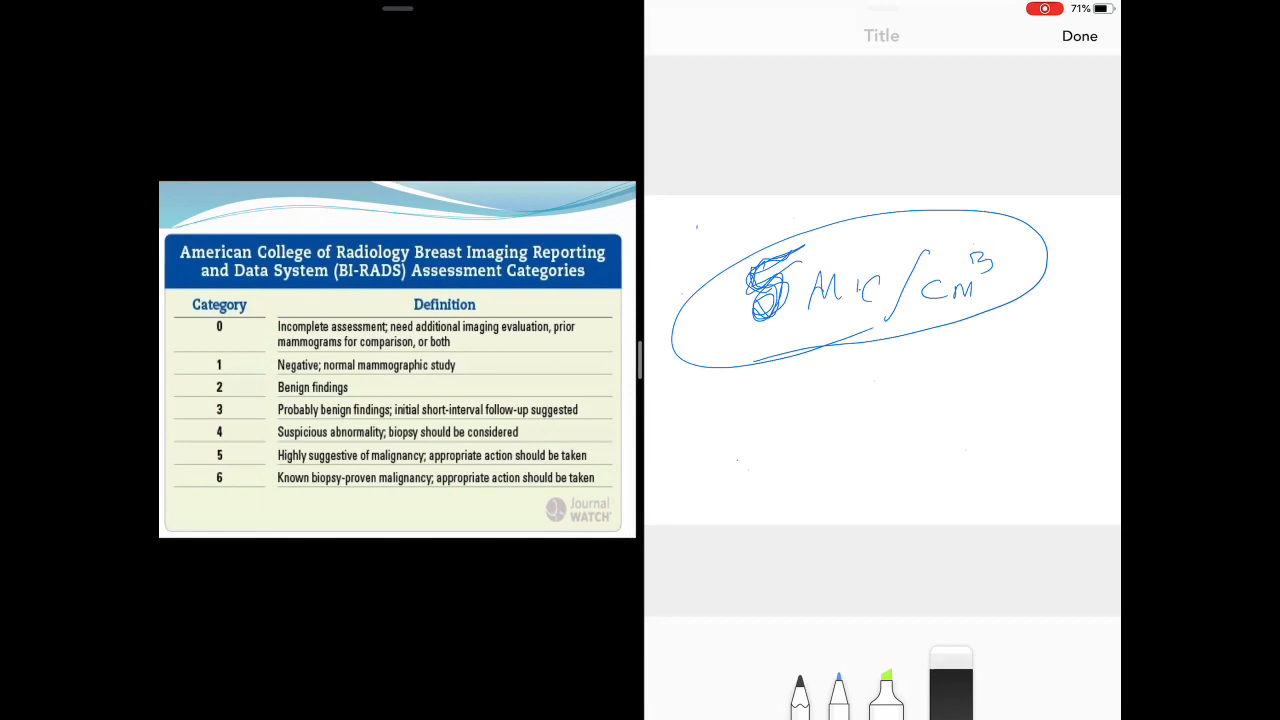 71%
Title
Done
American College of Radiology Breast Imaging Reporting
and Data System (BI-RADS) Assessment Categories
Category Definition
0 Incomplete assessment; need additional imaging evaluation, prior
mammograms for comparison, or both
1 Negative; normal mammographic study
2 Benign findings
3 Probably benign findings; initial short-interval follow-up suggested
4 Suspicious abnormality; biopsy should be considered
5 Highly suggestive of malignancy; appropriate action should be taken
6 Known biopsy-proven malignancy; appropriate action should be taken
Journal
WATCH
/cm³